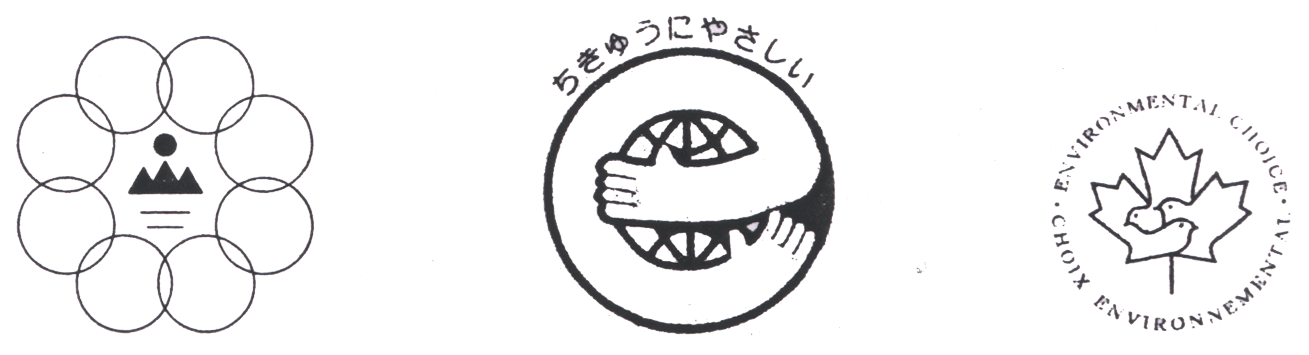 ちきゅうにやさしい
ENVIRONMENTAL CHOICE
CHOIX ENVIRONNEMENTAL